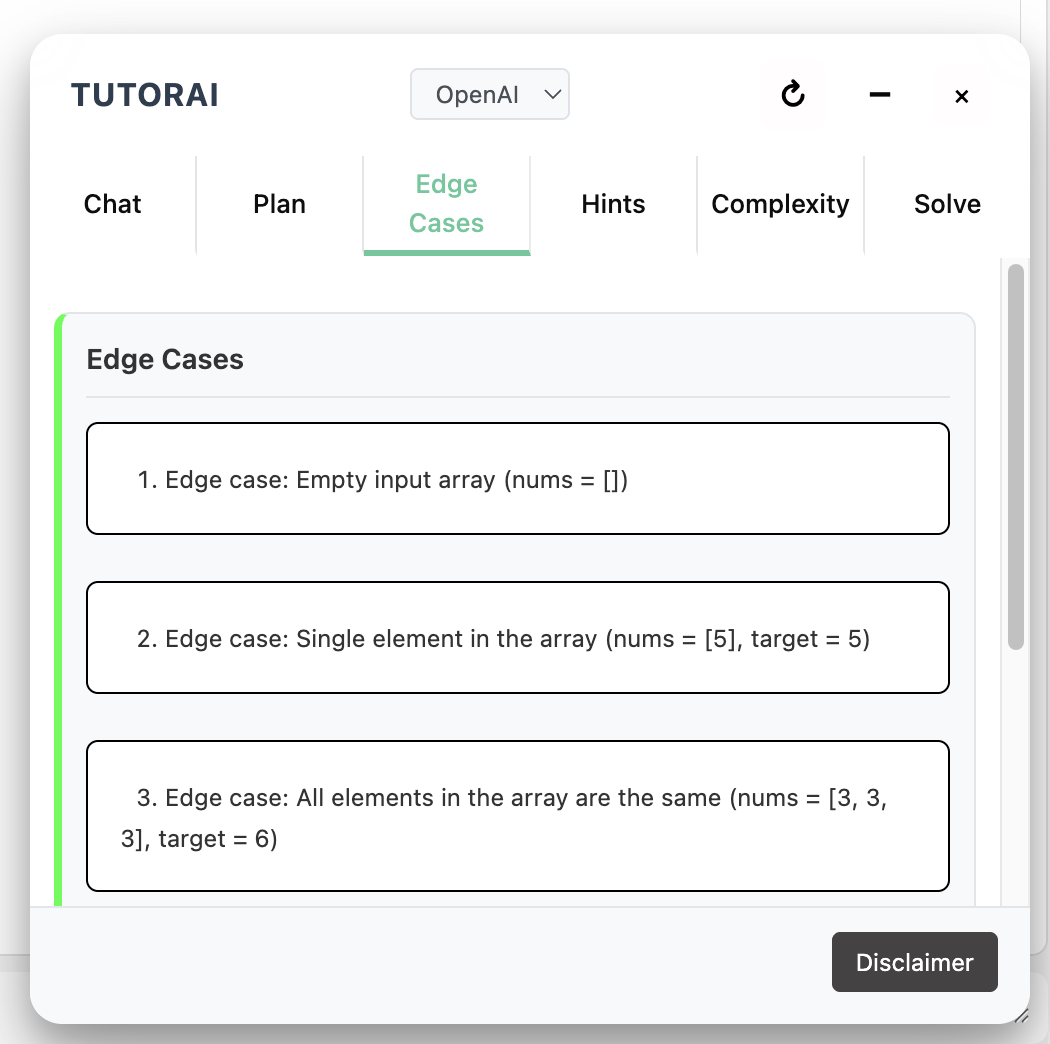 TUTORAI
OpenAI
Chat
Plan
Edge
Cases
Hints
Complexity
Solve
Edge Cases
1. Edge case: Empty input array (nums = [])
2. Edge case: Single element in the array (nums = [5], target = 5)
3. Edge case: All elements in the array are the same (nums = [3, 3,
3], target = 6)
Disclaimer